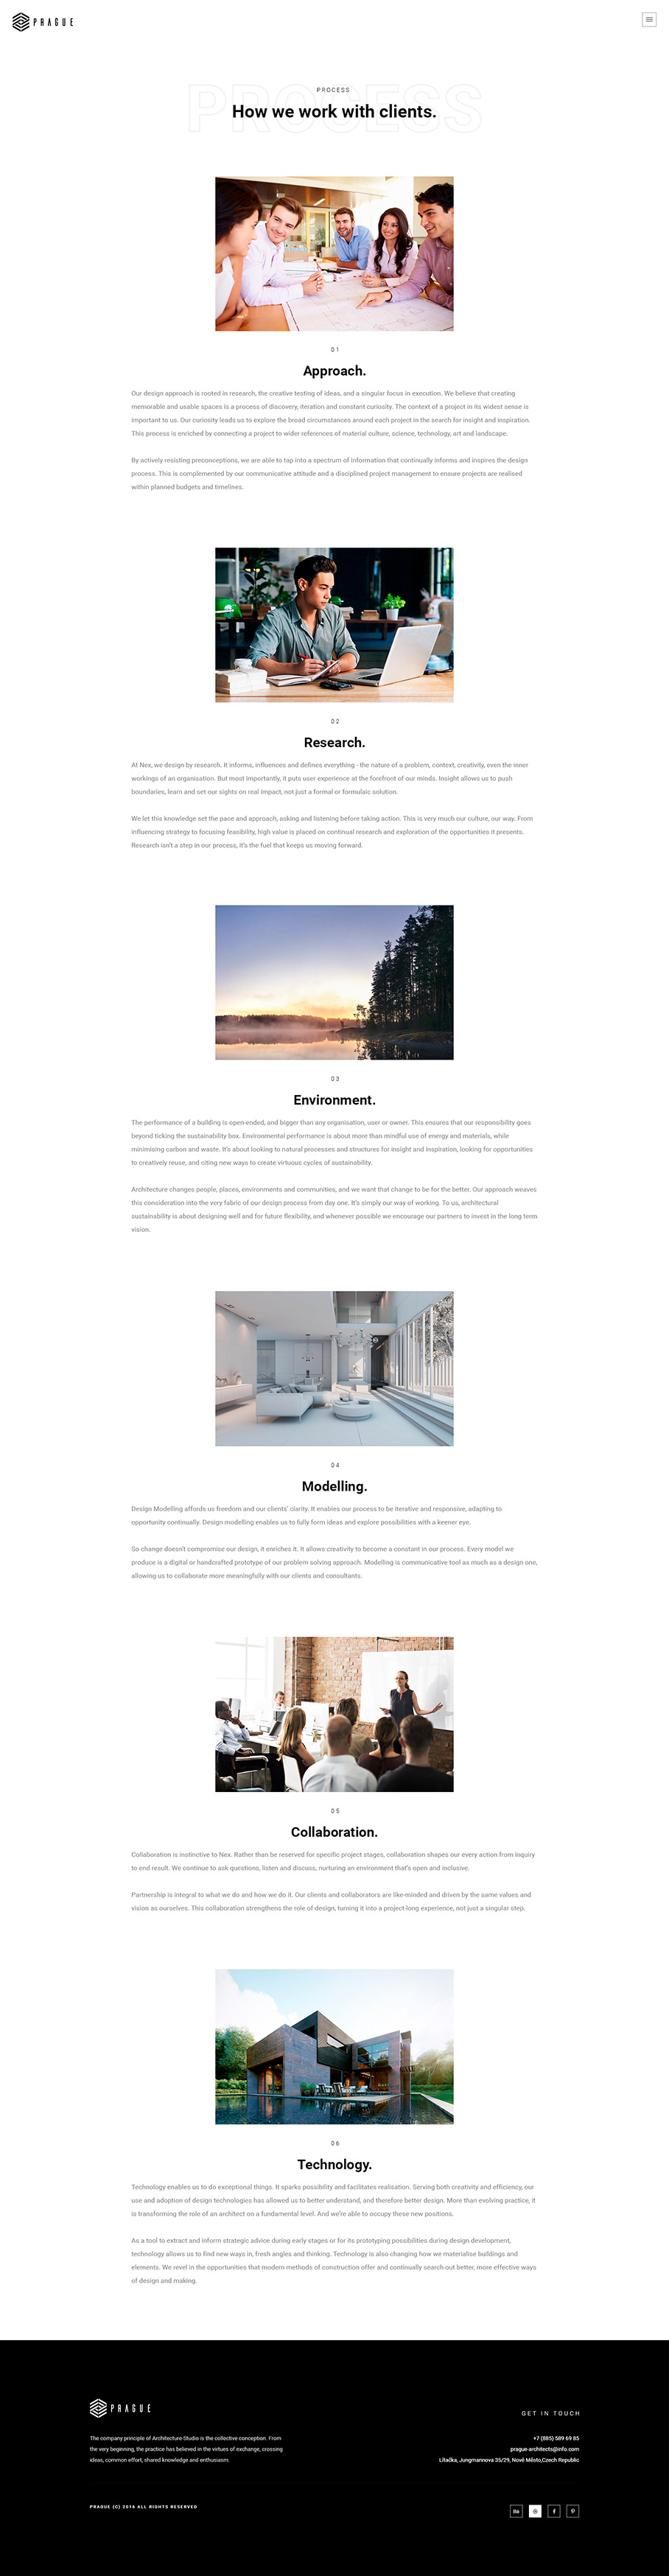 PRAGUE
PROCESS
PROCESS
How we work with clients.
01
Approach.
Our design approach is rooted in research, the creative testing of ideas, and a singular focus in execution. We believe that creating
memorable and usable spaces is a process of discovery, iteration and constant curiosity. The context of a project in its widest sense is
important to us. Our curiosity leads us to explore the broad circumstances around each project in the search for insight and inspiration.
This process is enriched by connecting a project to wider references of material culture, science, technology, art and landscape.
By actively resisting preconceptions, we are able to tap into a spectrum of information that continually informs and inspires the design
process. This is complemented by our communicative attitude and a disciplined project management to ensure projects are realised
within planned budgets and timelines.
02
Research.
At Nex, we design by research. It informs, influences and defines everything - the nature of a problem, context, creativity, even the inner
workings of an organisation. But most importantly, it puts user experience at the forefront of our minds. Insight allows us to push
boundaries, learn and set our sights on real impact, not just a formal or formulaic solution.
We let this knowledge set the pace and approach, asking and listening before taking action. This is very much our culture, our way. From
influencing strategy to focusing feasibility, high value is placed on continual research and exploration of the opportunities it presents.
Research isn't a step in our process, it's the fuel that keeps us moving forward.
03
Environment.
The performance of a building is open-ended, and bigger than any organisation, user or owner. This ensures that our responsibility goes
beyond ticking the sustainability box. Environmental performance is about more than mindful use of energy and materials, while
minimising carbon and waste. It's about looking to natural processes and structures for insight and inspiration, looking for opportunities
to creatively reuse, and citing new ways to create virtuous cycles of sustainability.
Architecture changes people, places, environments and communities, and we want that change to be for the better. Our approach weaves
this consideration into the very fabric of our design process from day one. It's simply our way of working. To us, architectural
sustainability is about designing well and for future flexibility, and whenever possible we encourage our partners to invest in the long term
vision.
04
Modelling.
Design Modelling affords us freedom and our clients' clarity. It enables our process to be iterative and responsive, adapting to
opportunity continually. Design modelling enables us to fully form ideas and explore possibilities with a keener eye.
So change doesn't compromise our design, it enriches it. It allows creativity to become a constant in our process. Every model we
produce is a digital or handcrafted prototype of our problem solving approach. Modelling is communicative tool as much as a design one,
allowing us to collaborate more meaningfully with our clients and consultants.
05
Collaboration.
Collaboration is instinctive to Nex. Rather than be reserved for specific project stages, collaboration shapes our every action from inquiry
to end result. We continue to ask questions, listen and discuss, nurturing an environment that's open and inclusive.
Partnership is integral to what we do and how we do it. Our clients and collaborators are like-minded and driven by the same values and
vision as ourselves. This collaboration strengthens the role of design, turning it into a project-long experience, not just a singular step.
06
Technology.
Technology enables us to do exceptional things. It sparks possibility and facilitates realisation. Serving both creativity and efficiency, our
use and adoption of design technologies has allowed us to better understand, and therefore better design. More than evolving practice, it
is transforming the role of an architect on a fundamental level. And we're able to occupy these new positions.
As a tool to extract and inform strategic advice during early stages or for its prototyping possibilities during design development,
technology allows us to find new ways in, fresh angles and thinking. Technology is also changing how we materialise buildings and
elements. We revel in the opportunities that modern methods of construction offer and continually search out better, more effective ways
of design and making.
PRAGUE
The company principle of Architecture-Studio is the collective conception. From
the very beginning, the practice has believed in the virtues of exchange, crossing
ideas, common effort, shared knowledge and enthusiasm.
GET IN TOUCH
+7 (885) 589 69 85
prague-architects@info.com
Lítačka, Jungmannova 35/29, Nové Město,Czech Republic
PRAGUE (C) 2016 ALL RIGHTS RESERVED
Bē